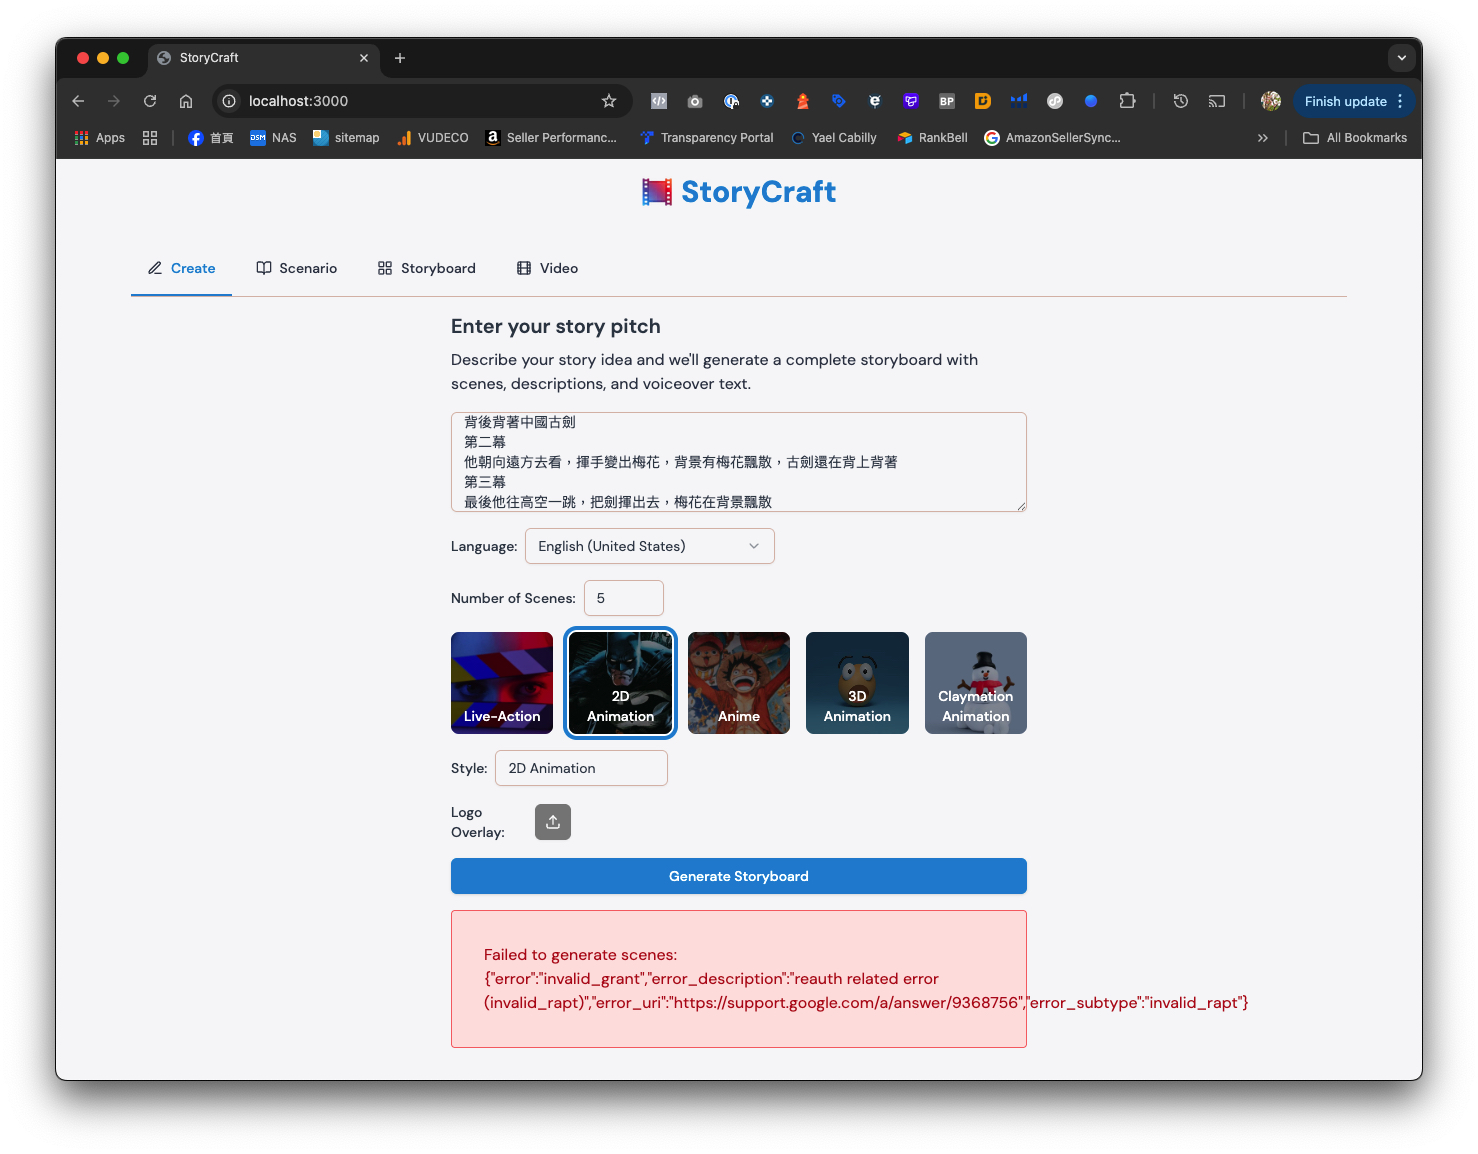 StoryCraft
localhost:3000
BP
Finish update
Apps
首頁
DSM
NAS
sitemap
VUDECO
Seller Performanc...
Transparency Portal
Yael Cabilly
RankBell
AmazonSellerSync...
All Bookmarks
StoryCraft
Create
Scenario
Storyboard
Video
Enter your story pitch
Describe your story idea and we'll generate a complete storyboard with
scenes, descriptions, and voiceover text.
背後背著中國古劍
第二幕
他朝向遠方去看，揮手變出梅花，背景有梅花飄散，古劍還在背上背著
第三幕
最後他往高空一跳，把劍揮出去，梅花在背景飄散
Language:
English (United States)
Number of Scenes:
5
Live-Action
2D
Animation
Anime
3D
Animation
Claymation
Animation
Style:
2D Animation
Logo
Overlay:
Generate Storyboard
Failed to generate scenes:
{"error":"invalid_grant","error_description":"reauth related error
(invalid_rapt)","error_uri":"https://support.google.com/a/answer/9368756","error_subtype":"invalid_rapt"}